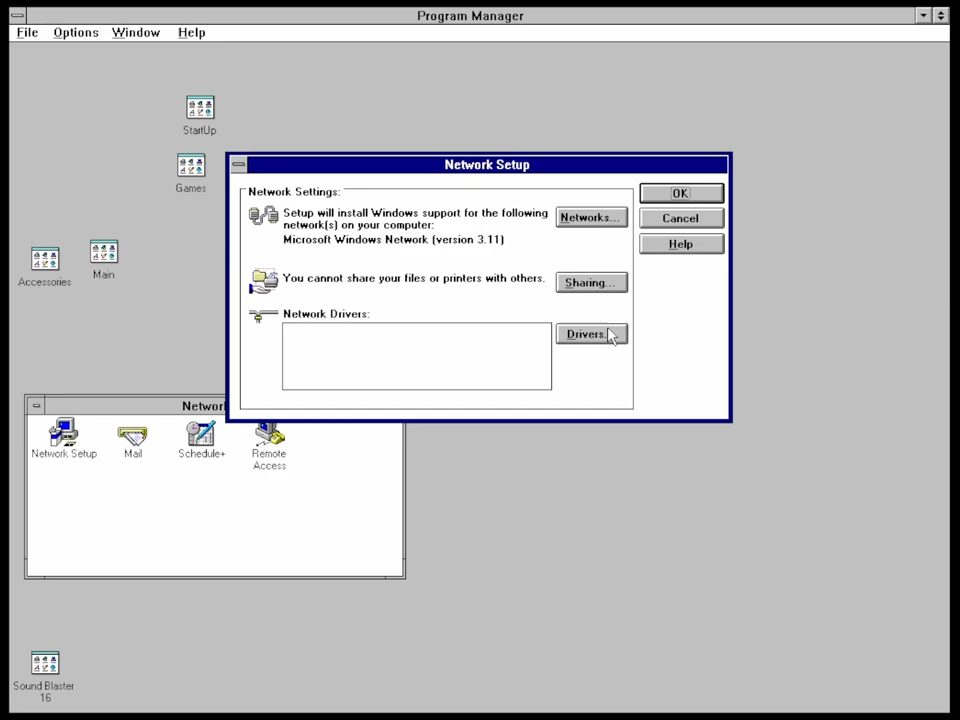 Program Manager
File Options Window Help
StartUp
Games
Accessories
Main
Network Setup
Network Settings:
Setup will install Windows support for the following
network(s) on your computer:
Microsoft Windows Network (version 3.11)
Networks...
You cannot share your files or printers with others.
Sharing...
Network Drivers:
Drivers.
OK
Cancel
Help
Networ
Network Setup
Mail
Schedule+
Remote
Access
Sound Blaster
16